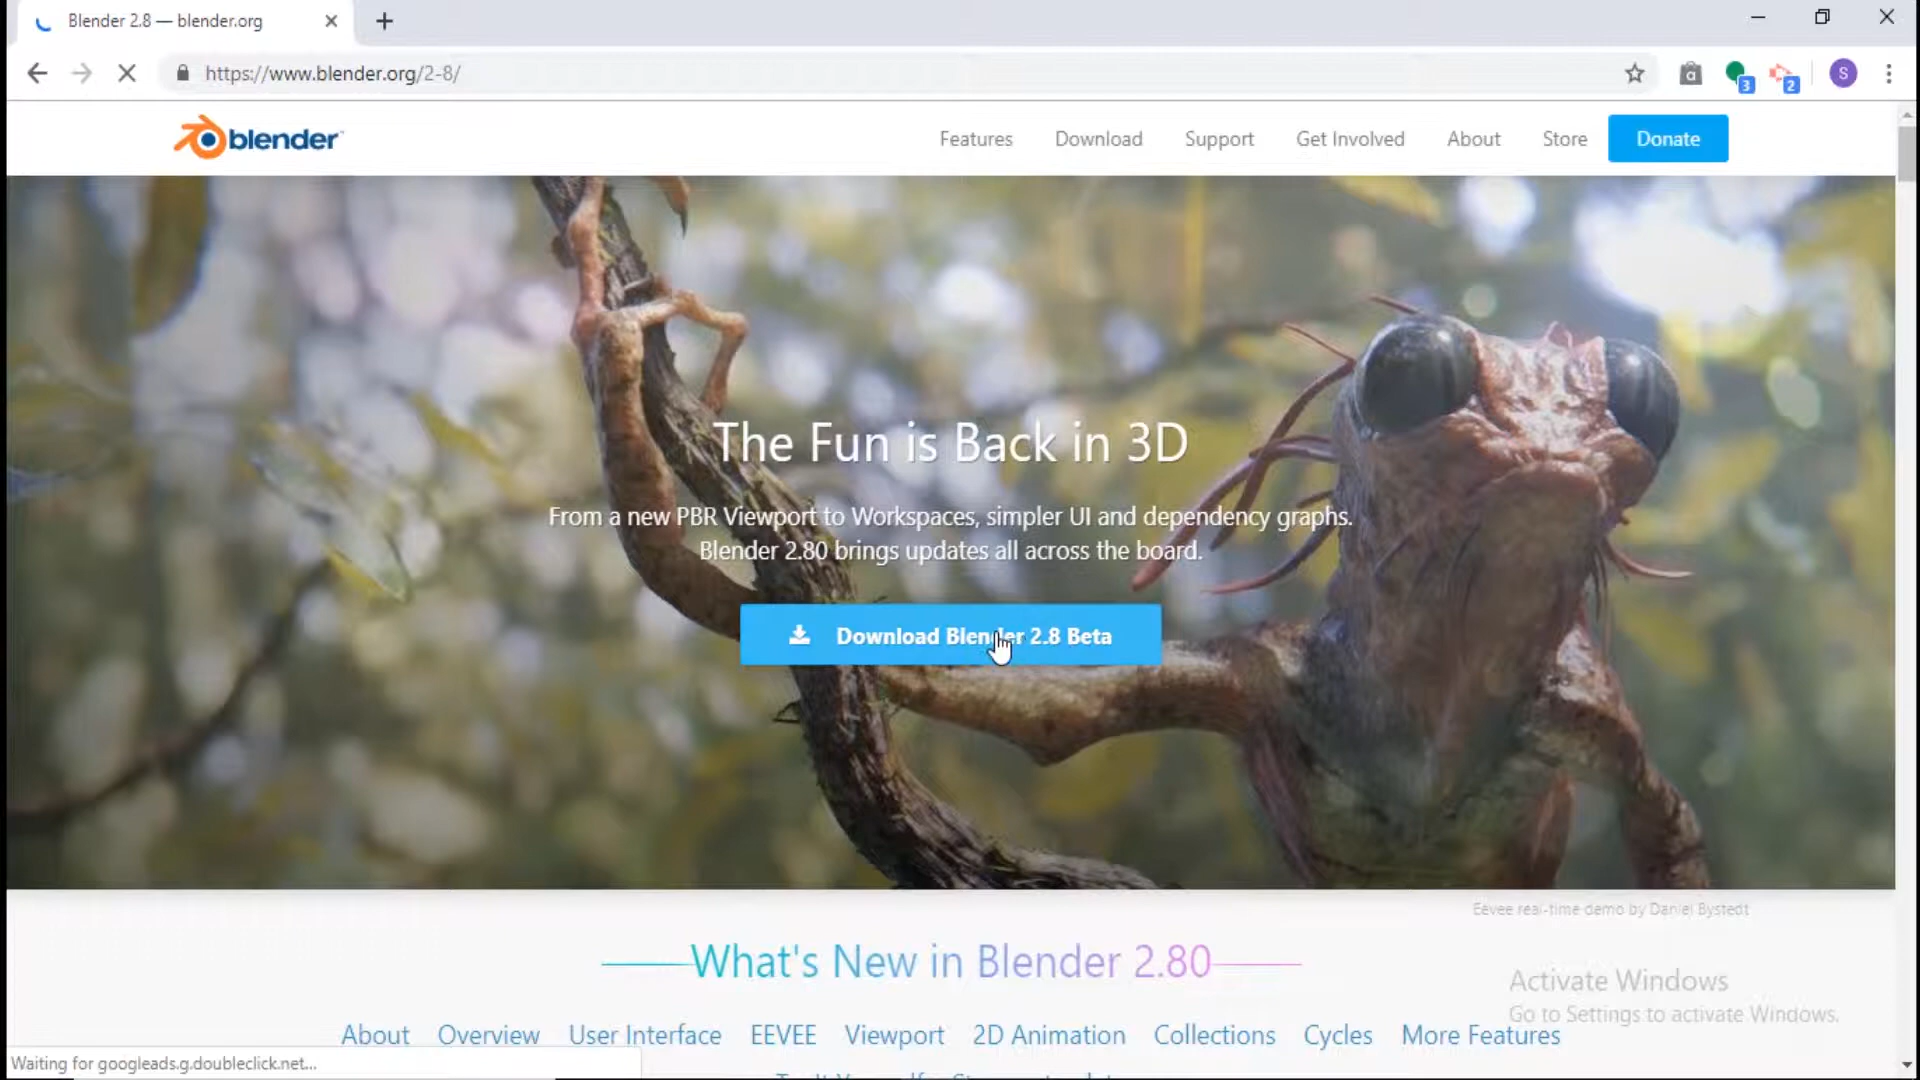 Blender 2.8 — blender.org
https://www.blender.org/2-8/
a
3
2
S
blender
Features
Download
Support
Get Involved
About
Store
Donate
The Fun is Back in 3D
From a new PBR Viewport to Workspaces, simpler UI and dependency graphs.
Blender 2.80 brings updates all across the board.
Download Blender 2.8 Beta
Eevee real-time demo by Daniel Bystedt
What's New in Blender 2.80
Activate Windows
Go to Settings to activate Windows.
About
Overview
User Interface
EEVEE
Viewport
2D Animation
Collections
Cycles
More Features
Waiting for googleads.g.doubleclick.net...